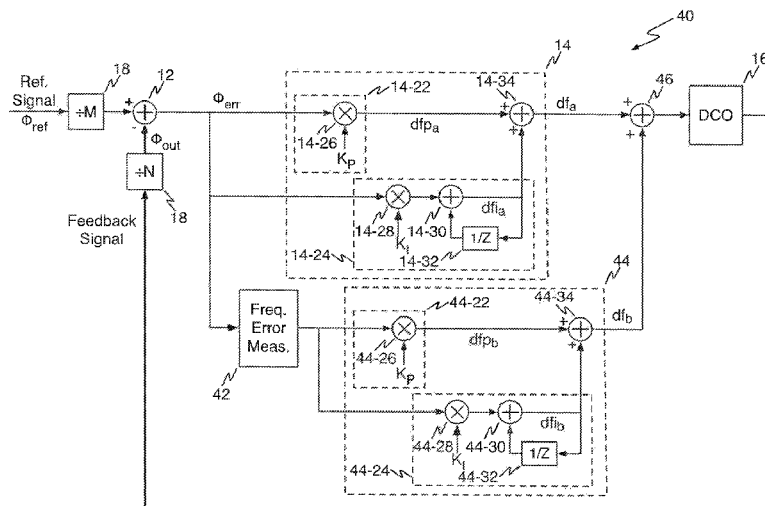 40
14
18
12
14-34
16
Ref.
Signal
Φref
÷M
+
-
Φerr
14-22
14-26
KP
dfpa
+
+
dfa
+
+
46
DCO
Φout
÷N
18
Feedback
Signal
14-28
KI
14-30
dfia
1/Z
14-32
14-24
44
Freq.
Error
Meas.
42
44-22
44-26
KP
dfpb
44-34
+
+
dfb
44-28
KI
44-30
dfib
1/Z
44-32
44-24